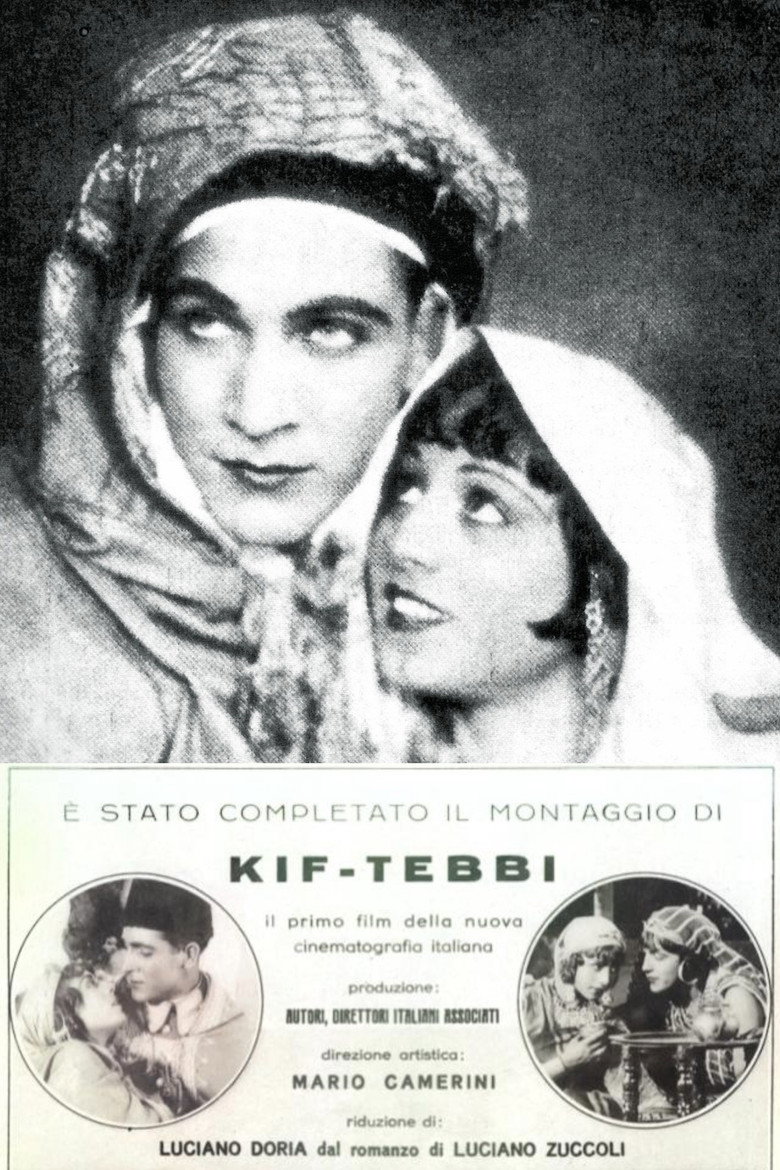 È STATO COMPLETATO IL MONTAGGIO DI
KIF-TEBBI
il primo film della nuova
cinematografia italiana
produzione:
AUTORI, DIRETTORI ITALIANI ASSOCIATI
direzione artistica:
MARIO CAMERINI
riduzione di:
LUCIANO DORIA dal romanzo di LUCIANO ZUCCOLI